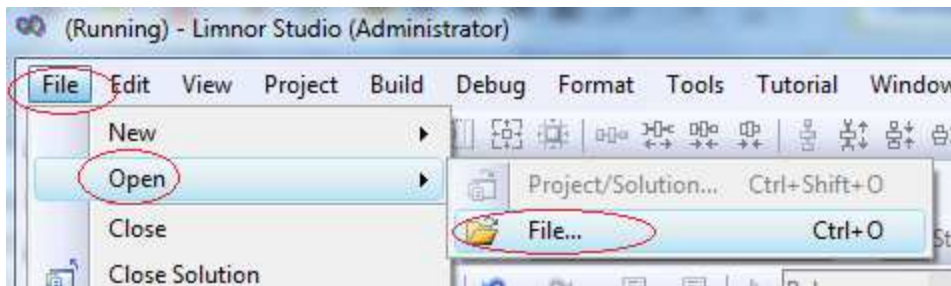 (Running) - Limnor Studio (Administrator)
File Edit View Project Build Debug Format Tools Tutorial Window
New
Open
Project/Solution... Ctrl+Shift+O
Close
File... Ctrl+O
Close Solution